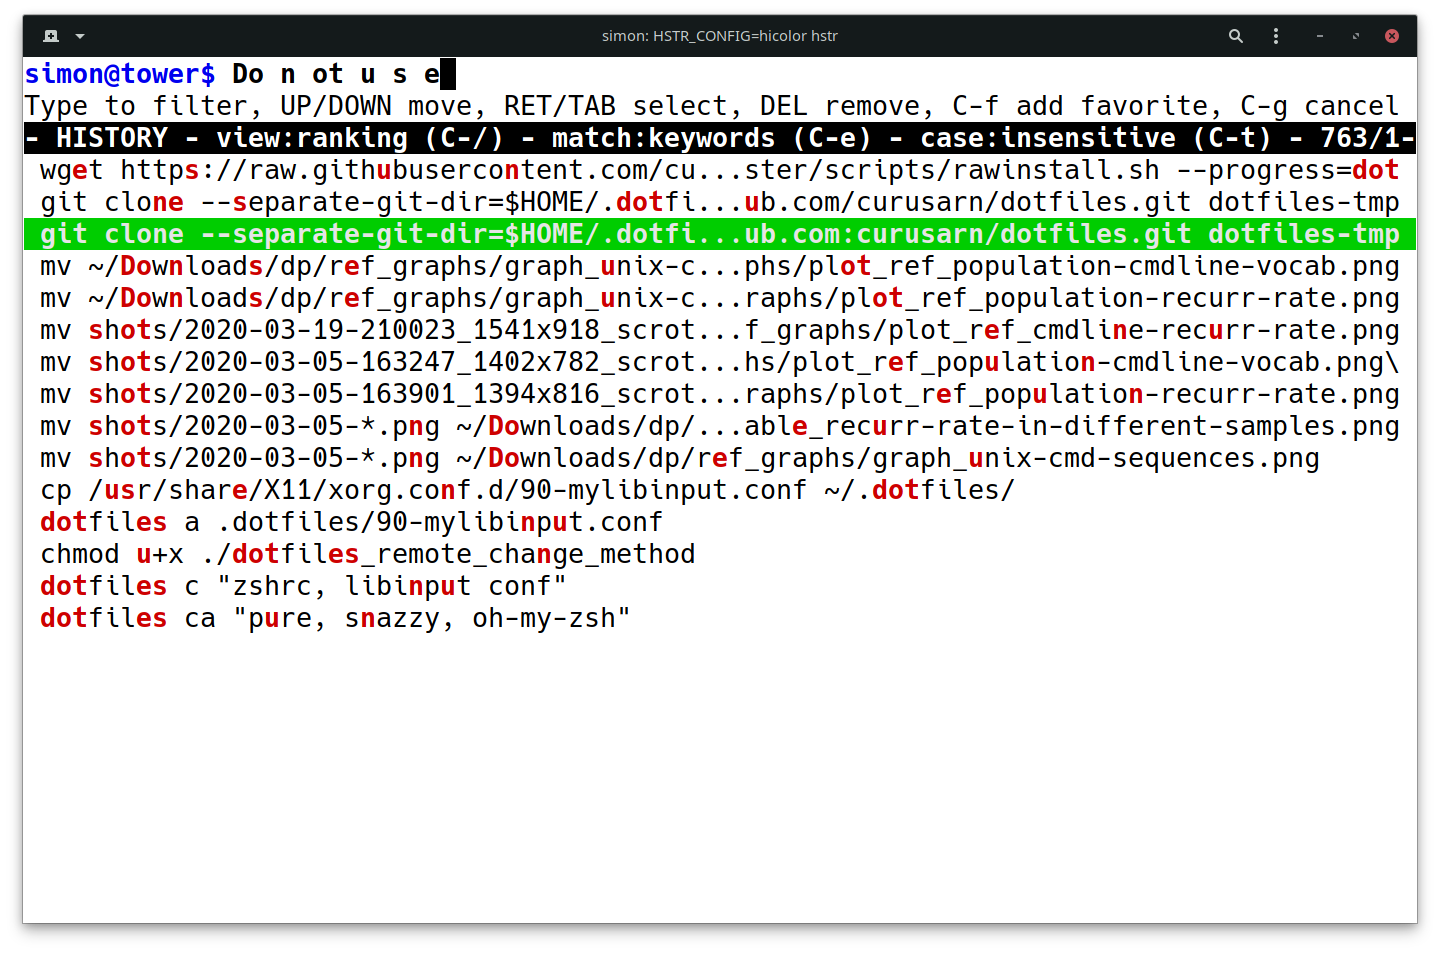 simon: HSTR_CONFIG=hicolor hstr
simon@tower$ Do n ot u s e
Type to filter, UP/DOWN move, RET/TAB select, DEL remove, C-f add favorite, C-g cancel
- HISTORY - view:ranking (C-/) - match:keywords (C-e) - case:insensitive (C-t) - 763/1-
wget https://raw.githubusercontent.com/cu...ster/scripts/rawinstall.sh --progress=dot
git clone --separate-git-dir=$HOME/.dotfi...ub.com/curusarn/dotfiles.git dotfiles-tmp
git clone --separate-git-dir=$HOME/.dotfi...ub.com:curusarn/dotfiles.git dotfiles-tmp
mv ~/Downloads/dp/ref_graphs/graph_unix-c...phs/plot_ref_population-cmdline-vocab.png
mv ~/Downloads/dp/ref_graphs/graph_unix-c...raphs/plot_ref_population-recurr-rate.png
mv shots/2020-03-19-210023_1541x918_scrot...f_graphs/plot_ref_cmdline-recurr-rate.png
mv shots/2020-03-05-163247_1402x782_scrot...hs/plot_ref_population-cmdline-vocab.png\
mv shots/2020-03-05-163901_1394x816_scrot...raphs/plot_ref_population-recurr-rate.png
mv shots/2020-03-05-*.png ~/Downloads/dp/...able_recurr-rate-in-different-samples.png
mv shots/2020-03-05-*.png ~/Downloads/dp/ref_graphs/graph_unix-cmd-sequences.png
cp /usr/share/X11/xorg.conf.d/90-mylibinput.conf ~/.dotfiles/
dotfiles a .dotfiles/90-mylibinput.conf
chmod u+x ./dotfiles_remote_change_method
dotfiles c "zshrc, libinput conf"
dotfiles ca "pure, snazzy, oh-my-zsh"